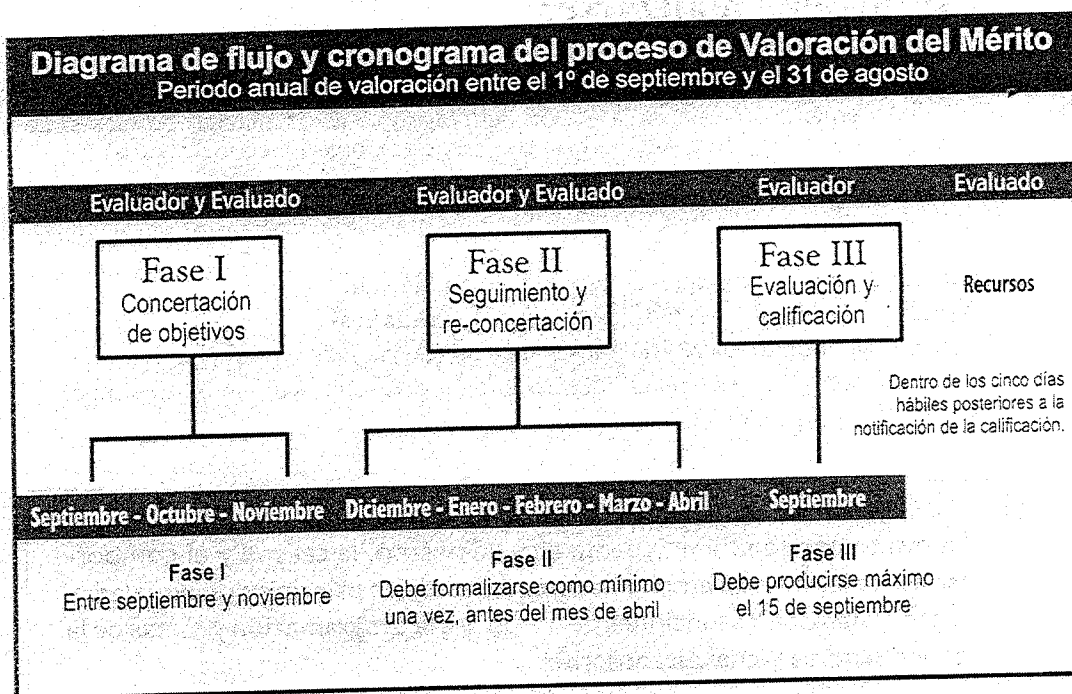 Diagrama de flujo y cronograma del proceso de Valoración del Mérito
Periodo anual de valoración entre el 1º de septiembre y el 31 de agosto
Evaluador y Evaluado
Evaluador y Evaluado
Evaluador
Evaluado
Fase I
Concertación
de objetivos
Fase II
Seguimiento y
re-concertación
Fase III
Evaluación y
calificación
Recursos
Dentro de los cinco días
hábiles posteriores a la
notificación de la calificación.
Septiembre - Octubre - Noviembre
Diciembre - Enero - Febrero - Marzo - Abril
Septiembre
Fase I
Entre septiembre y noviembre
Fase II
Debe formalizarse como mínimo
una vez, antes del mes de abril
Fase III
Debe producirse máximo
el 15 de septiembre